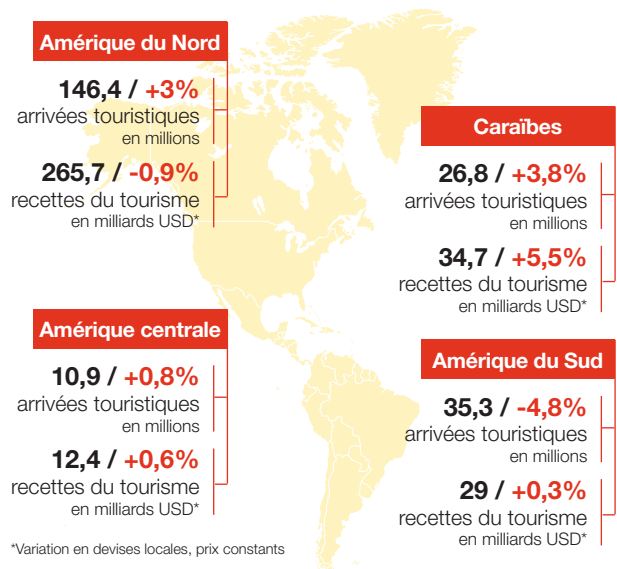 Amérique du Nord
146,4 / +3%
arrivées touristiques
en millions
265,7 / -0,9%
recettes du tourisme
en milliards USD*
Caraïbes
26,8 / +3,8%
arrivées touristiques
en millions
34,7 / +5,5%
recettes du tourisme
en milliards USD*
Amérique centrale
10,9 / +0,8%
arrivées touristiques
en millions
12,4 / +0,6%
recettes du tourisme
en milliards USD*
Amérique du Sud
35,3 / -4,8%
arrivées touristiques
en millions
29 / +0,3%
recettes du tourisme
en milliards USD*
*Variation en devises locales, prix constants